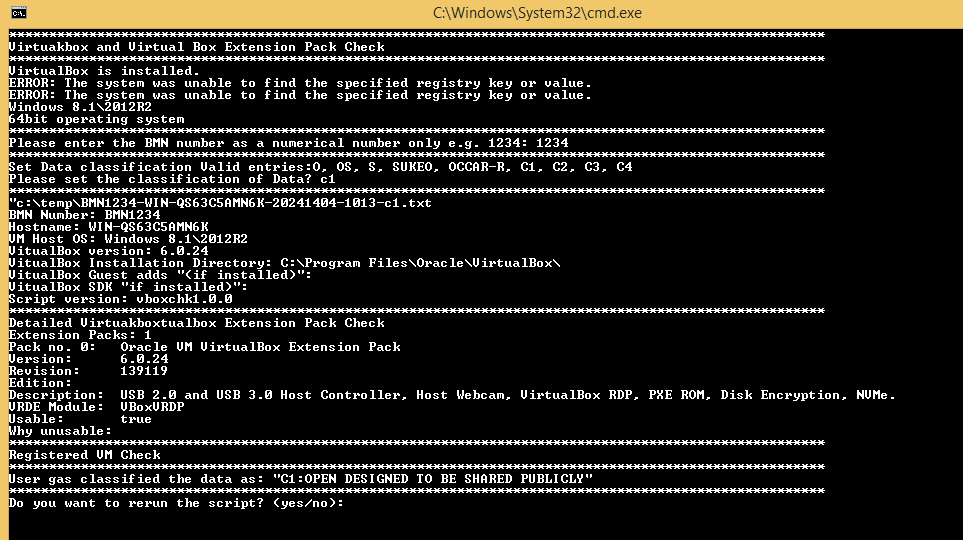 C:\Windows\System32\cmd.exe
********************************************************************************************************
Virtuakbox and Virtual Box Extension Pack Check
********************************************************************************************************
VirtualBox is installed.
ERROR: The system was unable to find the specified registry key or value.
ERROR: The system was unable to find the specified registry key or value.
Windows 8.1\2012R2
64bit operating system
********************************************************************************************************
Please enter the BMN number as a numerical number only e.g. 1234: 1234
********************************************************************************************************
Set Data classification Valid entries:O, OS, S, SUKEO, OCCAR-R, C1, C2, C3, C4
Please set the classification of Data? c1
********************************************************************************************************
"c:\temp\BMN1234-WIN-QS63C5AMN6K-20241404-1013-c1.txt
BMN Number: BMN1234
Hostname: WIN-QS63C5AMN6K
VM Host OS: Windows 8.1\2012R2
VitualBox version: 6.0.24
VitualBox Installation Directory: C:\Program Files\Oracle\VirtualBox\
VitualBox Guest adds "(if installed)":
VitualBox SDK "if installed)":
Script version: vboxchk1.0.0
********************************************************************************************************
Detailed Virtuakboxtualbox Extension Pack Check
Extension Packs: 1
Pack no. 0:   Oracle VM VirtualBox Extension Pack
Version:      6.0.24
Revision:     139119
Edition:
Description:  USB 2.0 and USB 3.0 Host Controller, Host Webcam, VirtualBox RDP, PXE ROM, Disk Encryption, NVMe.
VRDE Module:  VBoxVRDP
Usable:       true
Why unusable:
********************************************************************************************************
Registered VM Check
********************************************************************************************************
User gas classified the data as: "C1:OPEN DESIGNED TO BE SHARED PUBLICLY"
********************************************************************************************************
Do you want to rerun the script? (yes/no):